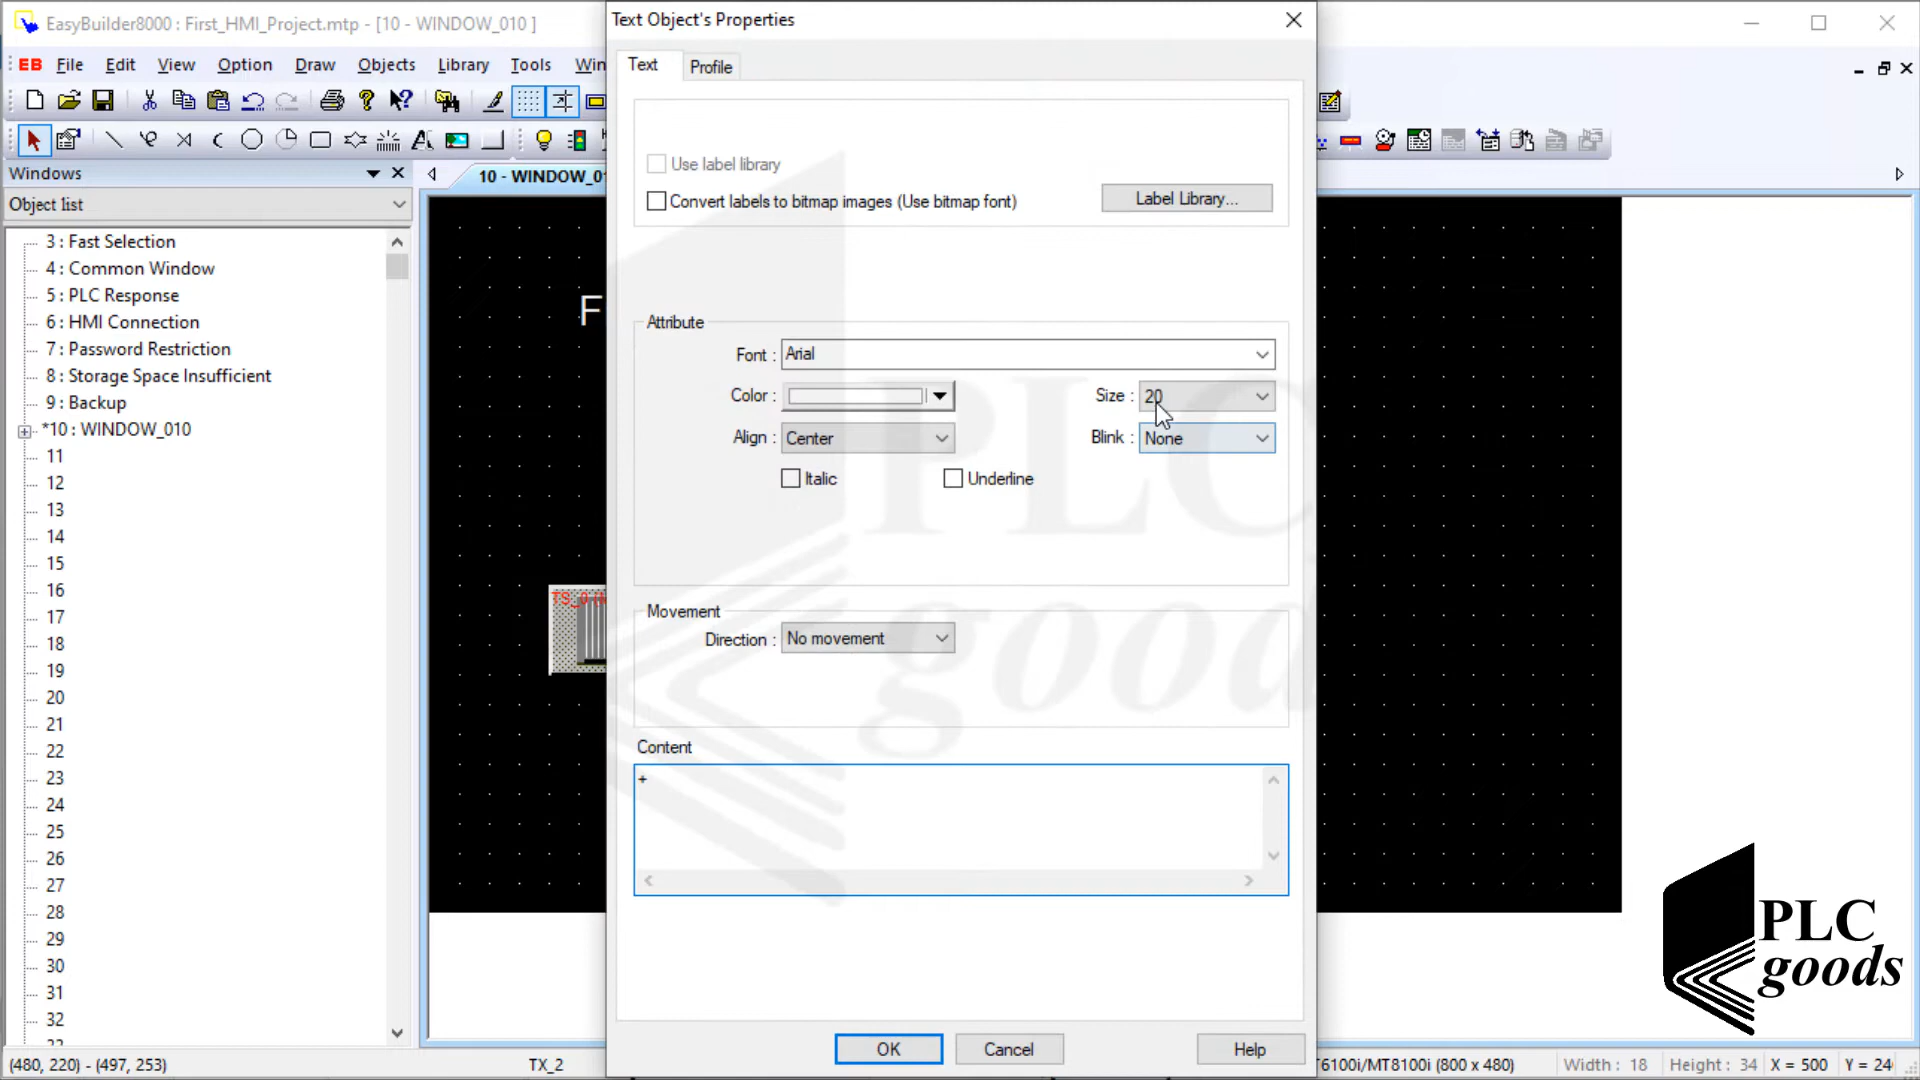 EasyBuilder8000 : First_HMI_Project.mtp - [10 - WINDOW_010 ]
Text Object's Properties
EB File Edit View Option Draw Objects Library Tools Win
Text Profile
Windows
10 - WINDOW_01
Object list
3 : Fast Selection
4 : Common Window
5 : PLC Response
6 : HMI Connection
7 : Password Restriction
8 : Storage Space Insufficient
9 : Backup
*10 : WINDOW_010
11
12
13
14
15
16
17
18
19
20
21
22
23
24
25
26
27
28
29
30
31
32
F
Use label library
Convert labels to bitmap images (Use bitmap font)
Label Library...
Attribute
Font : Arial
Color :
Size : 20
Align : Center
Blink : None
Italic
Underline
Movement
Direction : No movement
Content
+
OK
Cancel
Help
PLC
goods
PLC
goods
(480, 220) - (497, 253)
TX_2
T6100i/MT8100i (800 x 480)
Width : 18
Height : 34
X = 500
Y = 24